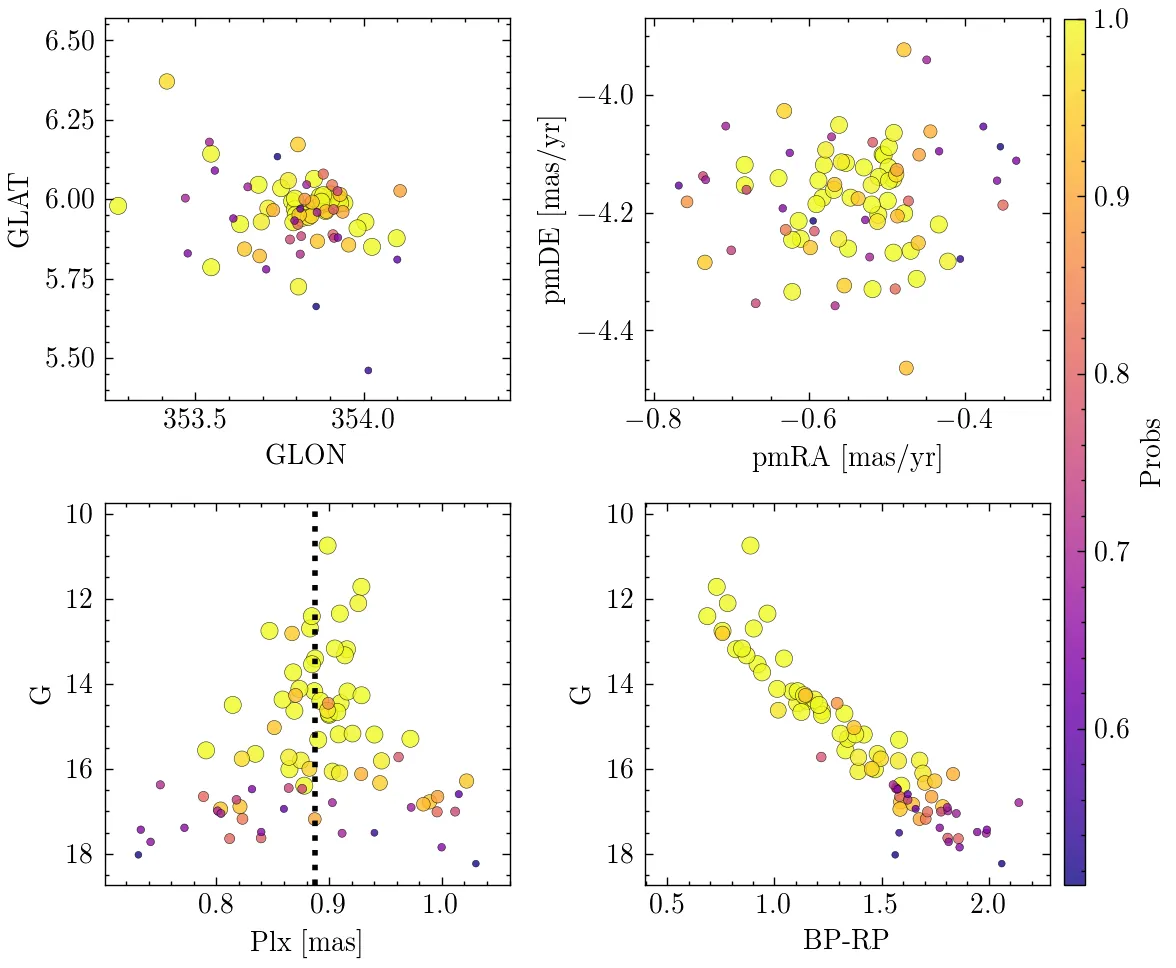 6.50
6.25
6.00
5.75
5.50
GLAT
353.5 354.0
GLON
−4.0
−4.2
−4.4
pmDE [mas/yr]
−0.8 −0.6 −0.4
pmRA [mas/yr]
10
12
14
16
18
G
0.8 0.9 1.0
Plx [mas]
10
12
14
16
18
G
0.5 1.0 1.5 2.0
BP-RP
1.0
0.9
0.8
0.7
0.6
Probs